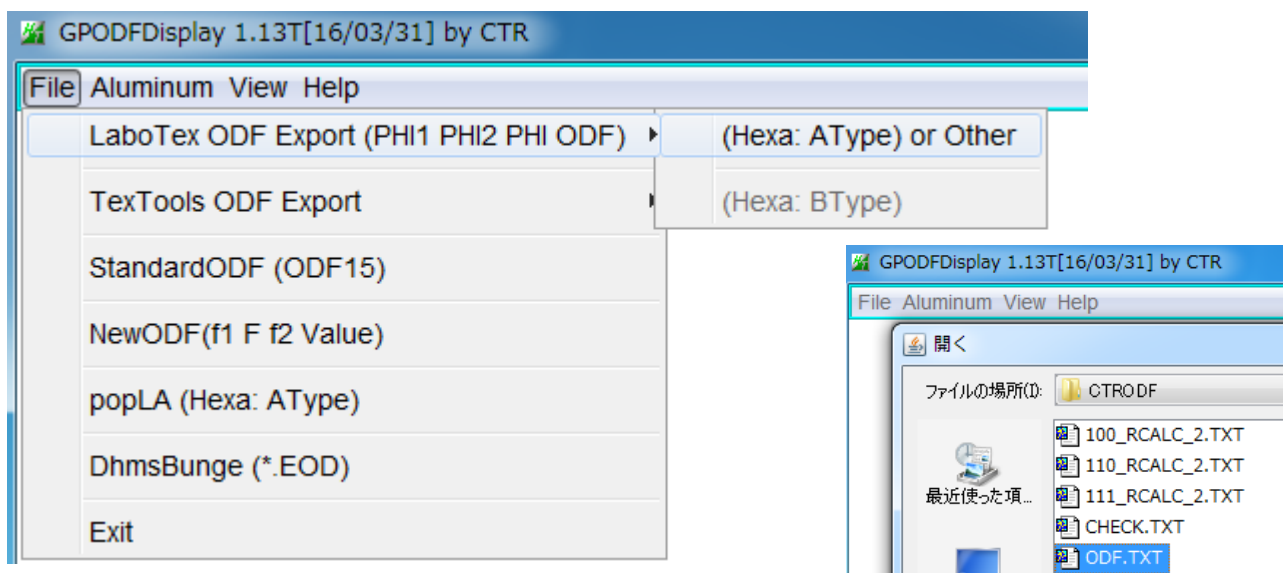 GPODFDisplay 1.13T[16/03/31] by CTR
File Aluminum View Help
LaboTex ODF Export (PHI1 PHI2 PHI ODF)
(Hexa: AType) or Other
TexTools ODF Export
(Hexa: BType)
StandardODF (ODF15)
NewODF(f1 F f2 Value)
popLA (Hexa: AType)
DhmsBunge (*.EOD)
Exit
GPODFDisplay 1.13T[16/03/31] by CTR
File Aluminum View Help
開く
ファイルの場所(I):
CTRODF
最近使った項...
100_RCALC_2.TXT
110_RCALC_2.TXT
111_RCALC_2.TXT
CHECK.TXT
ODF.TXT